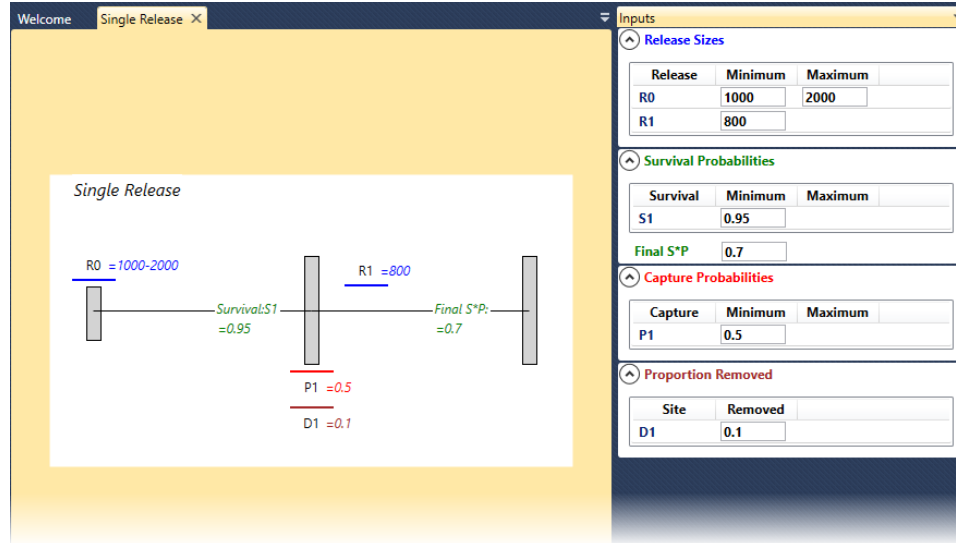 Welcome
Single Release
Single Release
R0 =1000-2000
R1 =800
Survival:S1
=0.95
Final S*P:
=0.7
P1 =0.5
D1 =0.1
Inputs
Release Sizes
Release Minimum Maximum
R0 1000 2000
R1 800
Survival Probabilities
Survival Minimum Maximum
S1 0.95
Final S*P 0.7
Capture Probabilities
Capture Minimum Maximum
P1 0.5
Proportion Removed
Site Removed
D1 0.1